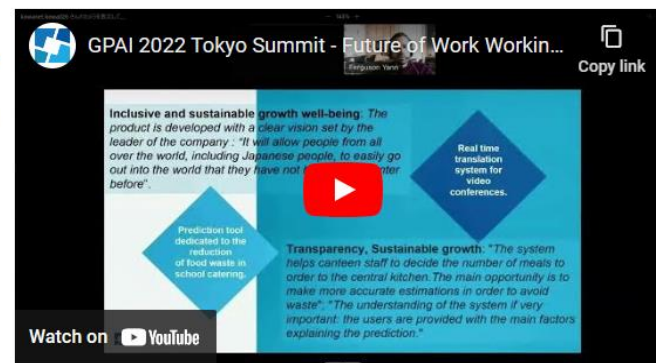 GPAI 2022 Tokyo Summit - Future of Work Workin...
Copy link
Ferguson Yann
Inclusive and sustainable growth well-being: The
product is developed with a clear vision set by the
leader of the company : "It will allow people from all
over the world, including Japanese people, to easily go
out into the world that they have not
before".
Real time
translation
system for
video
conferences.
Prediction tool
dedicated to the
reduction
of food waste in
school catering.
Transparency, Sustainable growth: "The system
helps canteen staff to decide the number of meals to
order to the central kitchen. The main opportunity is to
make more accurate estimations in order to avoid
waste"; "The understanding of the system if very
important: the users are provided with the main factors
explaining the prediction."
Watch on YouTube